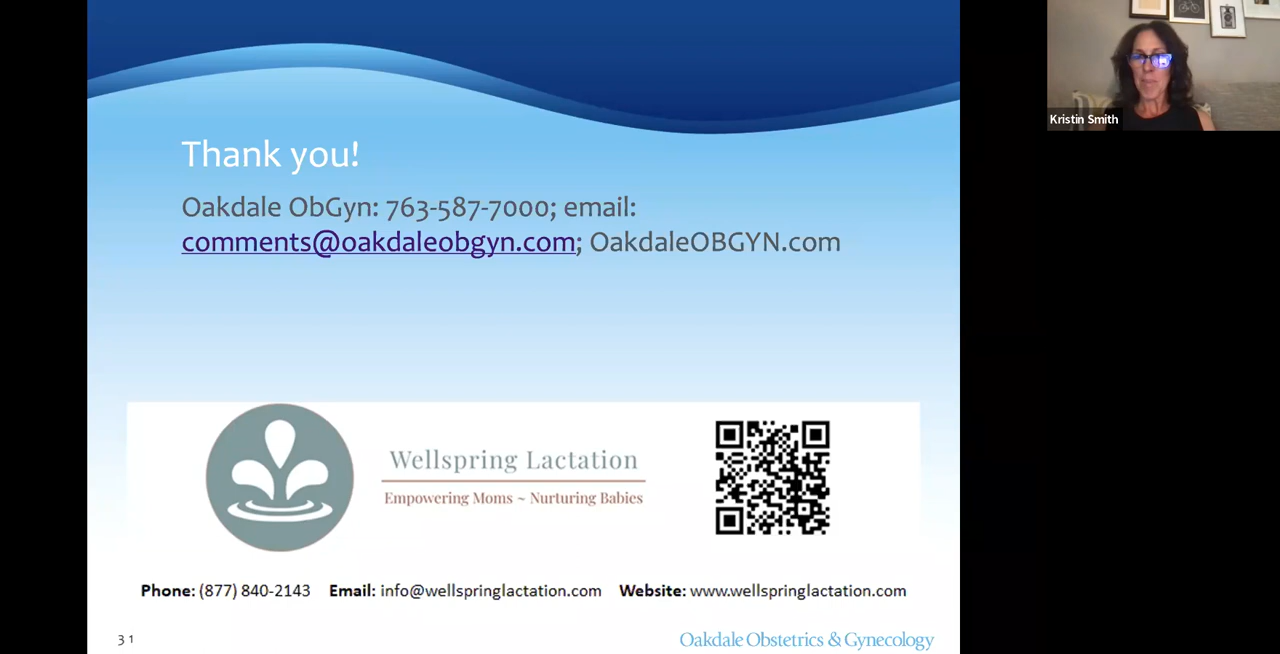 Kristin Smith
Thank you!
Oakdale ObGyn: 763-587-7000; email:
comments@oakdaleobgyn.com; OakdaleOBGYN.com
Wellspring Lactation
Empowering Moms ~ Nurturing Babies
Phone: (877) 840-2143 Email: info@wellspringlactation.com Website: www.wellspringlactation.com
31
Oakdale Obstetrics & Gynecology